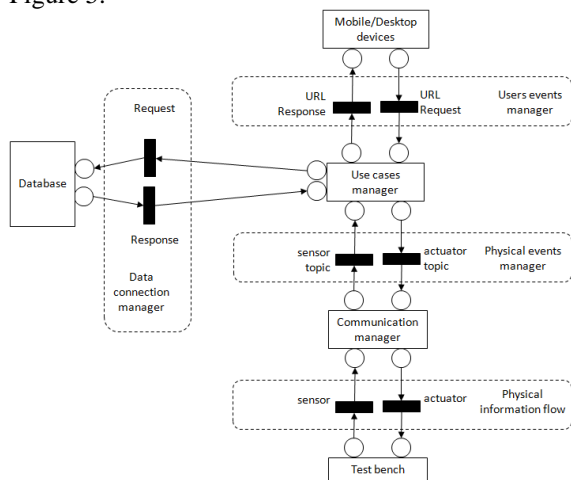 Figure 3.
Mobile/Desktop
devices
URL
Response
URL
Request
Users events
manager
Request
Database
Use cases
manager
Response
Data
connection
manager
sensor
topic
actuator
topic
Physical events
manager
Communication
manager
sensor
actuator
Physical
information flow
Test bench